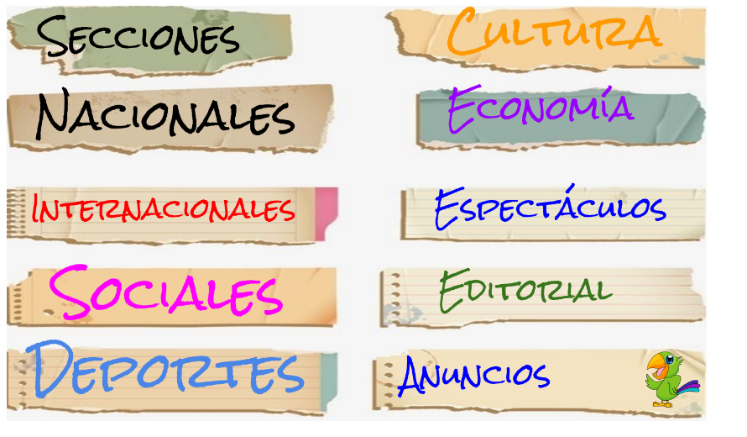 Secciones
Nacionales
Internacionales
Sociales
Deportes
Cultura
Economía
Espectáculos
Editorial
Anuncios